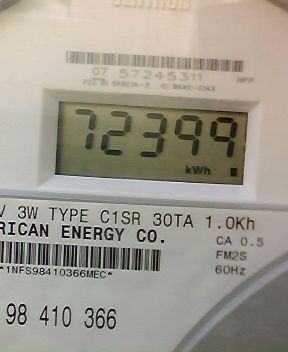 07 57245311
72399
kWh
V 3W TYPE C1SR 30TA 1.0Kh
RICAN ENERGY CO.
CA 0.5
FM2S
60Hz
*1NFS98410366MEC*
98 410 366